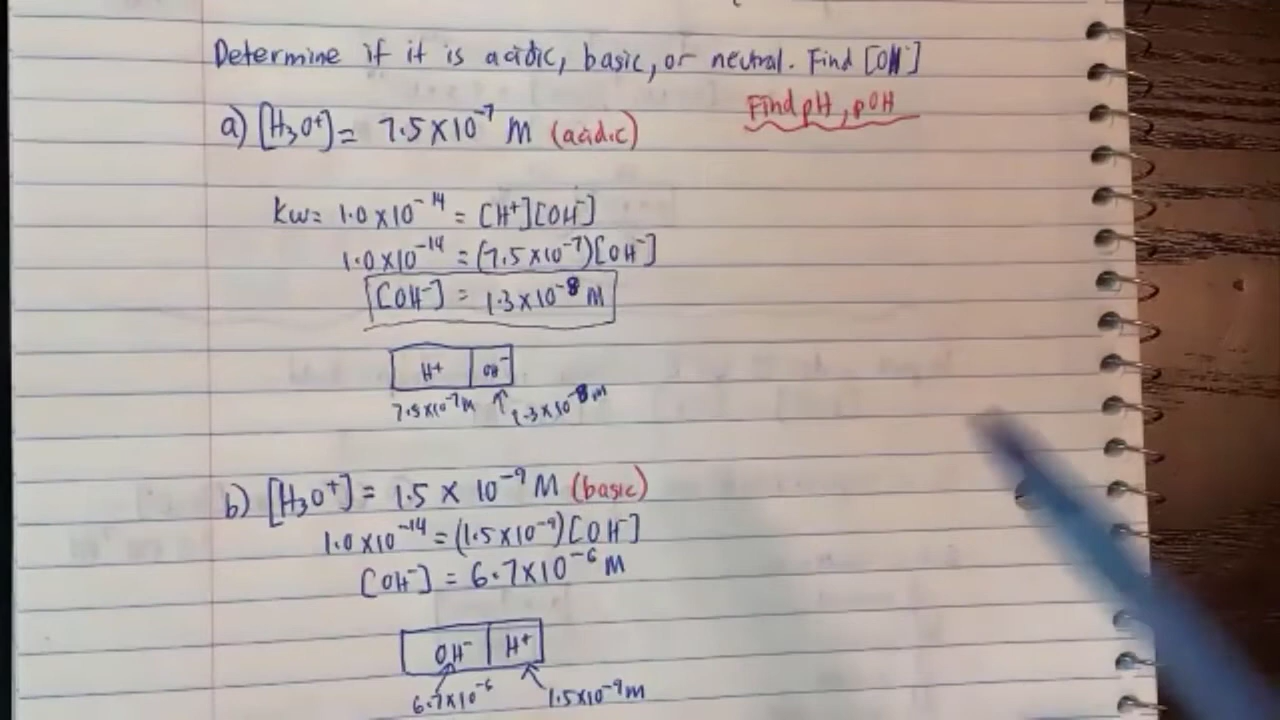 Determine if it is acidic, basic, or neutral. Find [OH⁻]
Find pH, pOH
a) [H₃O⁺] = 7.5 x 10⁻⁷ M (acidic)
Kw = 1.0 x 10⁻¹⁴ = [H⁺][OH⁻]
1.0 x 10⁻¹⁴ = (7.5 x 10⁻⁷)[OH⁻]
[OH⁻] = 1.3 x 10⁻⁸ M
H⁺ OH⁻
7.5 x 10⁻⁷ M ↑ 1.3 x 10⁻⁸ M
b) [H₃O⁺] = 1.5 x 10⁻⁹ M (basic)
1.0 x 10⁻¹⁴ = (1.5 x 10⁻⁹)[OH⁻]
[OH⁻] = 6.7 x 10⁻⁶ M
OH⁻ H⁺
6.7 x 10⁻⁶ 1.5 x 10⁻⁹ M